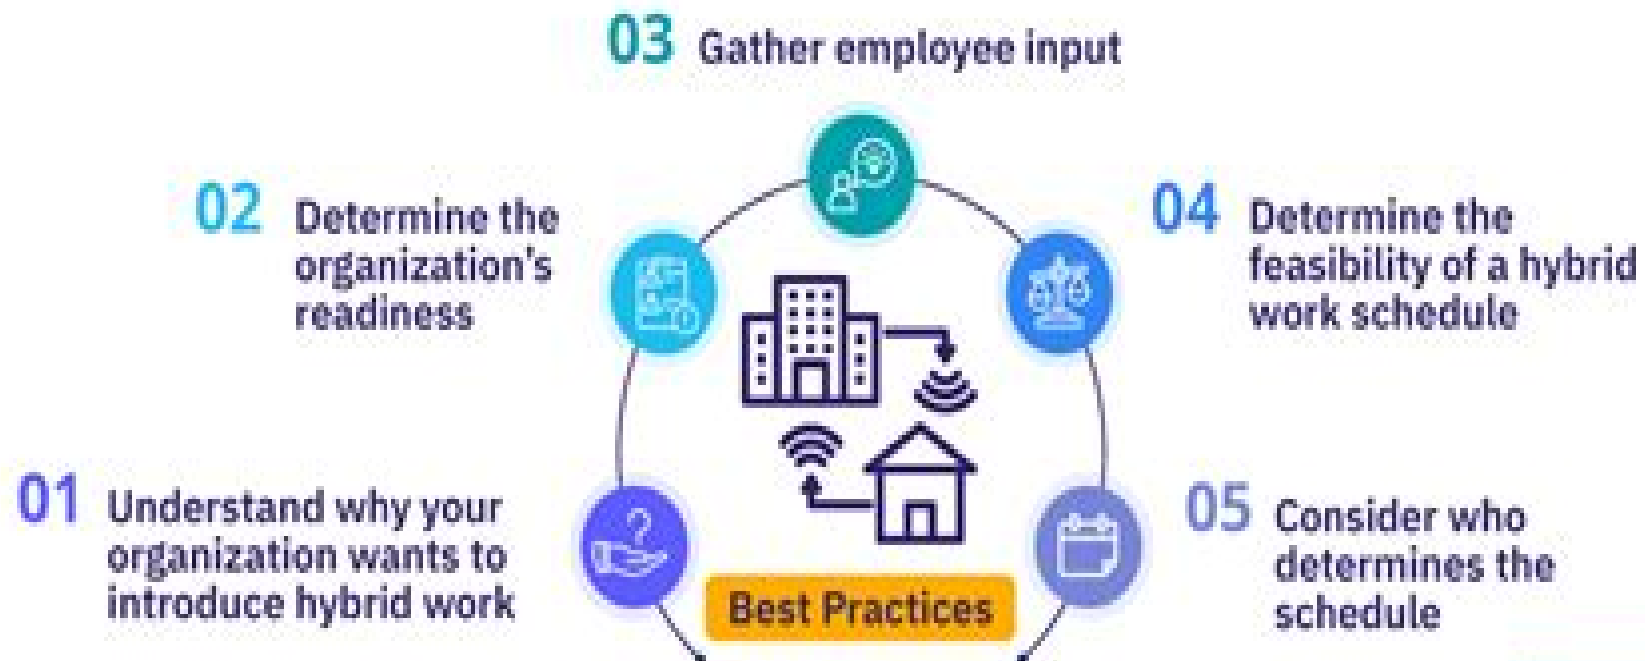 03 Gather employee input
02 Determine the
organization's
readiness
04 Determine the
feasibility of a hybrid
work schedule
01 Understand why your
organization wants to
introduce hybrid work
05 Consider who
determines the
schedule
Best Practices